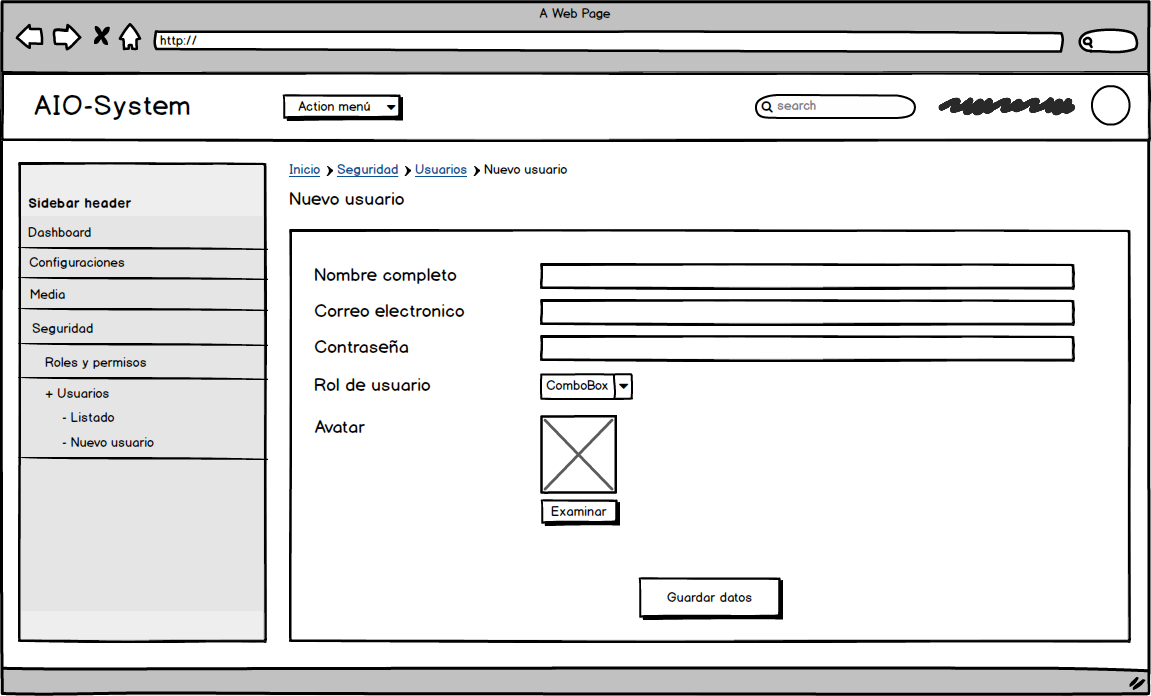 A Web Page
http://
AIO-System
Action menú
search
Inicio Seguridad Usuarios Nuevo usuario
Nuevo usuario
Sidebar header
Dashboard
Configuraciones
Media
Seguridad
Roles y permisos
+ Usuarios
- Listado
- Nuevo usuario
Nombre completo
Correo electronico
Contraseña
Rol de usuario
ComboBox
Avatar
Examinar
Guardar datos